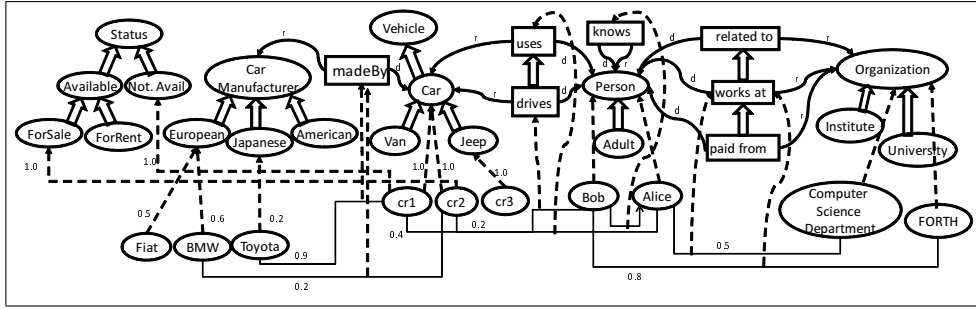 Status
Vehicle
uses
knows
related to
r
r
d
d
r
d
r
Available
Not. Avail
Car
Manufacturer
madeBy
d
Car
r
drives
d
d
d
r
Person
d
works at
r
Organization
ForSale
ForRent
European
Japanese
American
Van
Jeep
Adult
d
paid from
r
Institute
University
1.0
1.0
1.0
1.0
1.0
0.5
0.6
0.2
cr1
cr2
cr3
Bob
Alice
Computer
Science
Department
FORTH
Fiat
BMW
Toyota
0.4
0.2
0.5
0.9
0.8
0.2